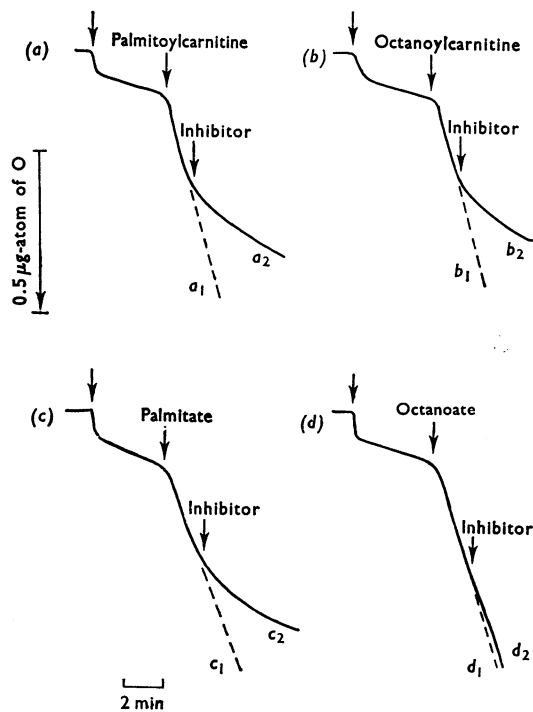 (a)
Palmitoylcarnitine
Inhibitor
a1
a2
0.5 μg-atom of O
(b)
Octanoylcarnitine
Inhibitor
b1
b2
(c)
Palmitate
Inhibitor
c1
c2
2 min
(d)
Octanoate
Inhibitor
d1
d2